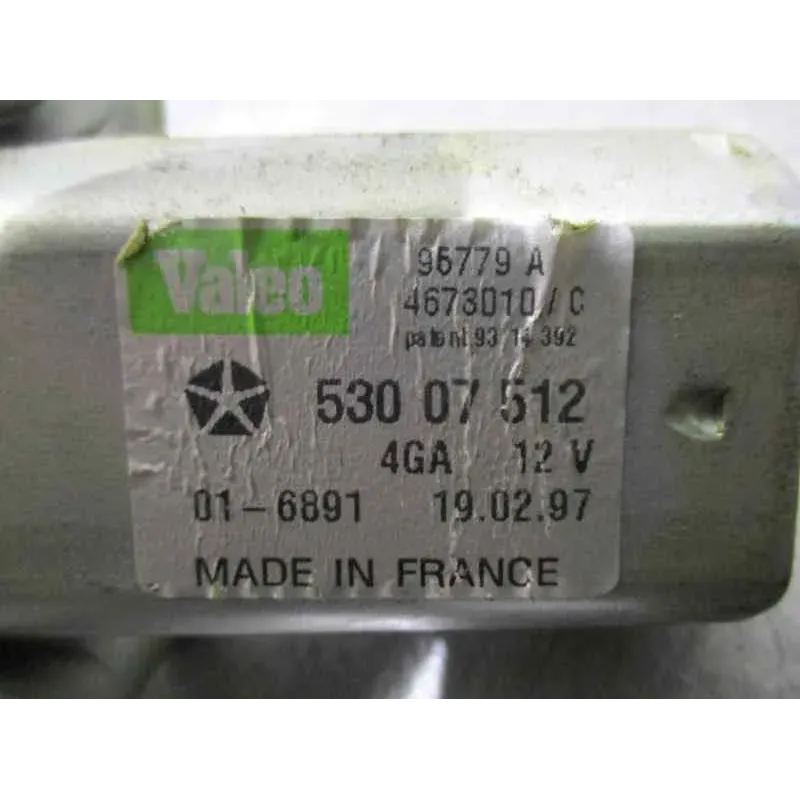 Valeo
95779 A
4673010/C
patent.93 14 392
530 07 512
4GA 12 V
01-6891 19.02.97
MADE IN FRANCE